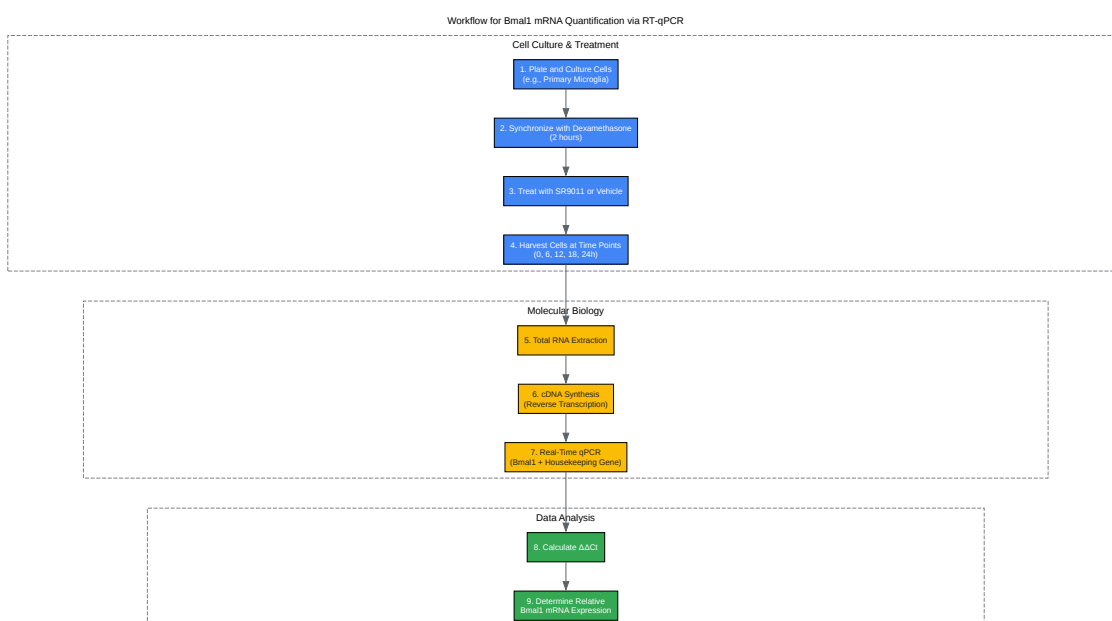 Workflow for Bmal1 mRNA Quantification via RT-qPCR
Cell Culture & Treatment
1. Plate and Culture Cells
(e.g., Primary Microglia)
2. Synchronize with Dexamethasone
(2 hours)
3. Treat with SR9011 or Vehicle
4. Harvest Cells at Time Points
(0, 6, 12, 18, 24h)
Molecular Biology
5. Total RNA Extraction
6. cDNA Synthesis
(Reverse Transcription)
7. Real-Time qPCR
(Bmal1 + Housekeeping Gene)
Data Analysis
8. Calculate ΔΔCt
9. Determine Relative
Bmal1 mRNA Expression